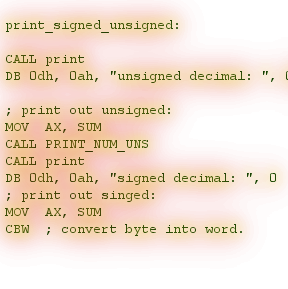 print_signed_unsigned:
CALL print
DB 0dh, 0ah, "unsigned decimal: ",
; print out unsigned:
MOV  AX, SUM
CALL PRINT_NUM_UNS
CALL print
DB 0dh, 0ah, "signed decimal: ", 0
; print out singed:
MOV  AX, SUM
CBW  ; convert byte into word.